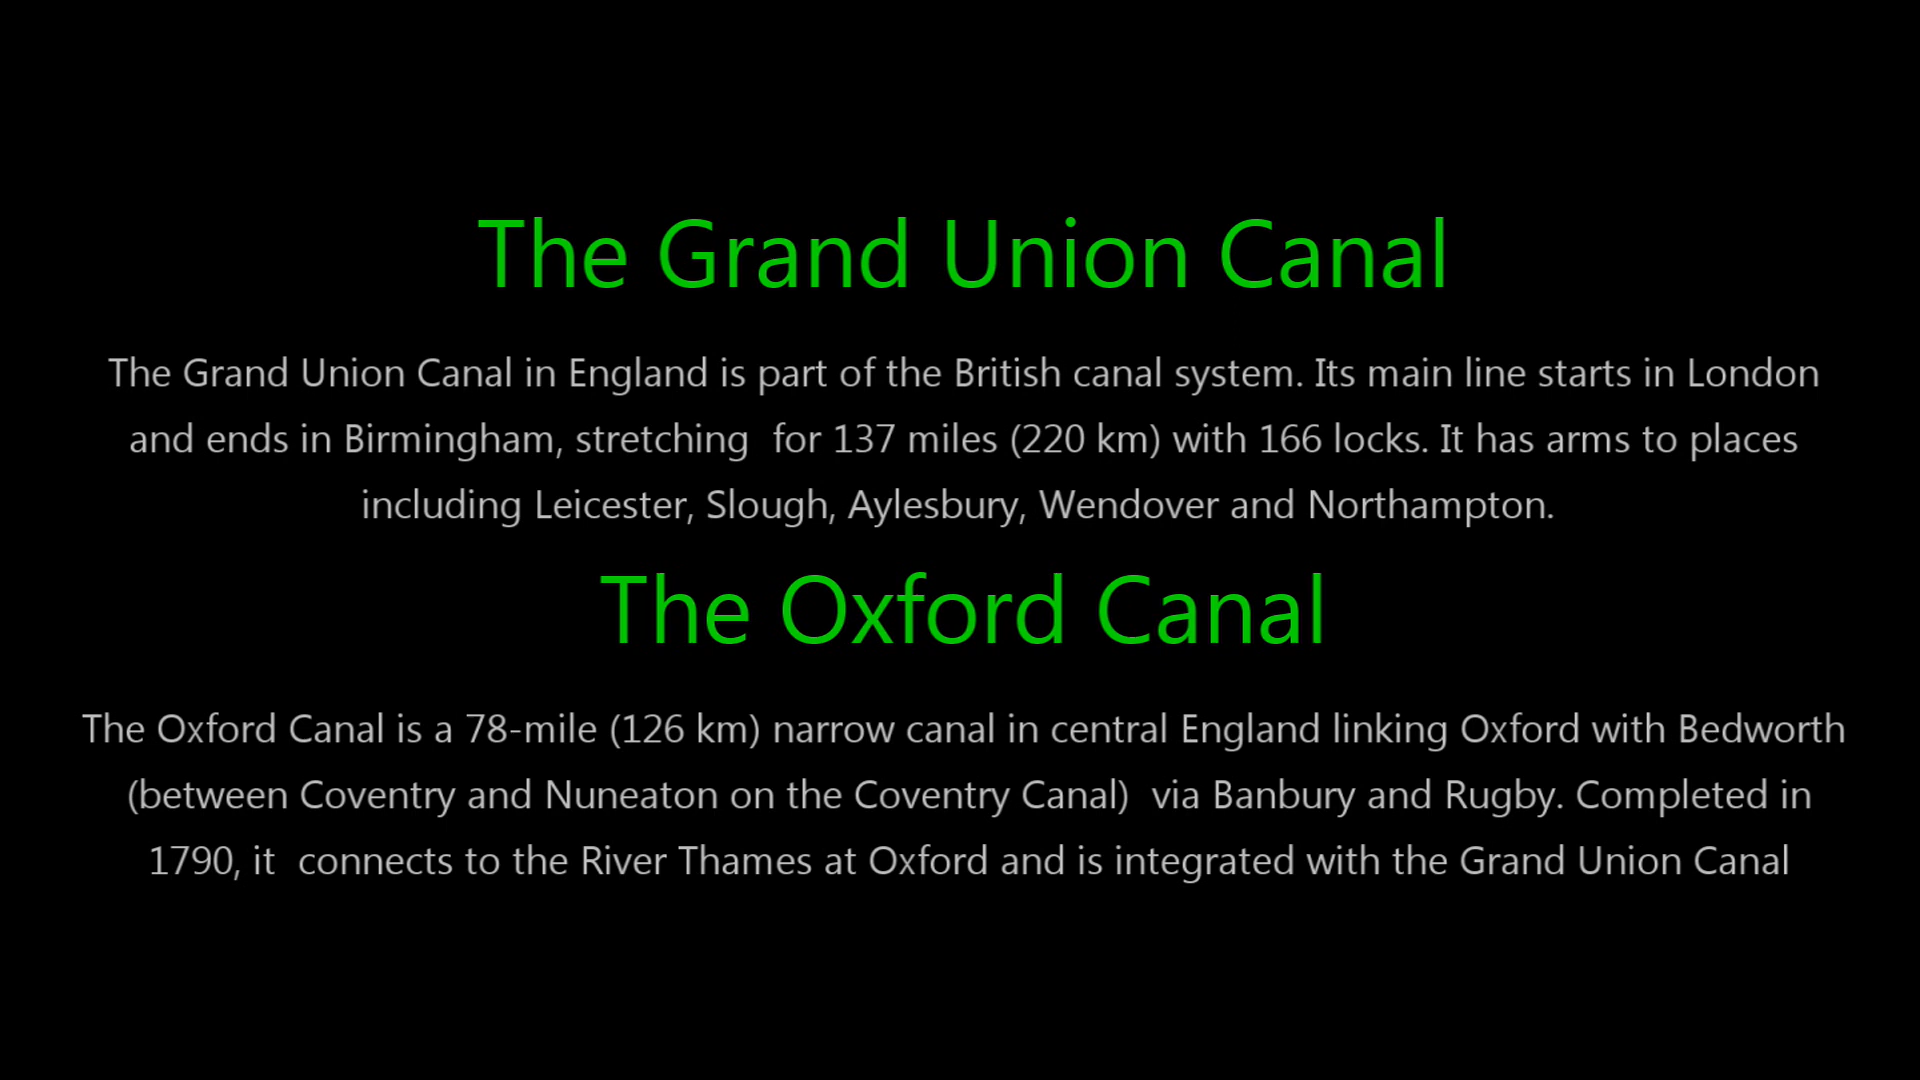 The Grand Union Canal
The Grand Union Canal in England is part of the British canal system. Its main line starts in London
and ends in Birmingham, stretching  for 137 miles (220 km) with 166 locks. It has arms to places
including Leicester, Slough, Aylesbury, Wendover and Northampton.
The Oxford Canal
The Oxford Canal is a 78-mile (126 km) narrow canal in central England linking Oxford with Bedworth
(between Coventry and Nuneaton on the Coventry Canal)  via Banbury and Rugby. Completed in
1790, it  connects to the River Thames at Oxford and is integrated with the Grand Union Canal